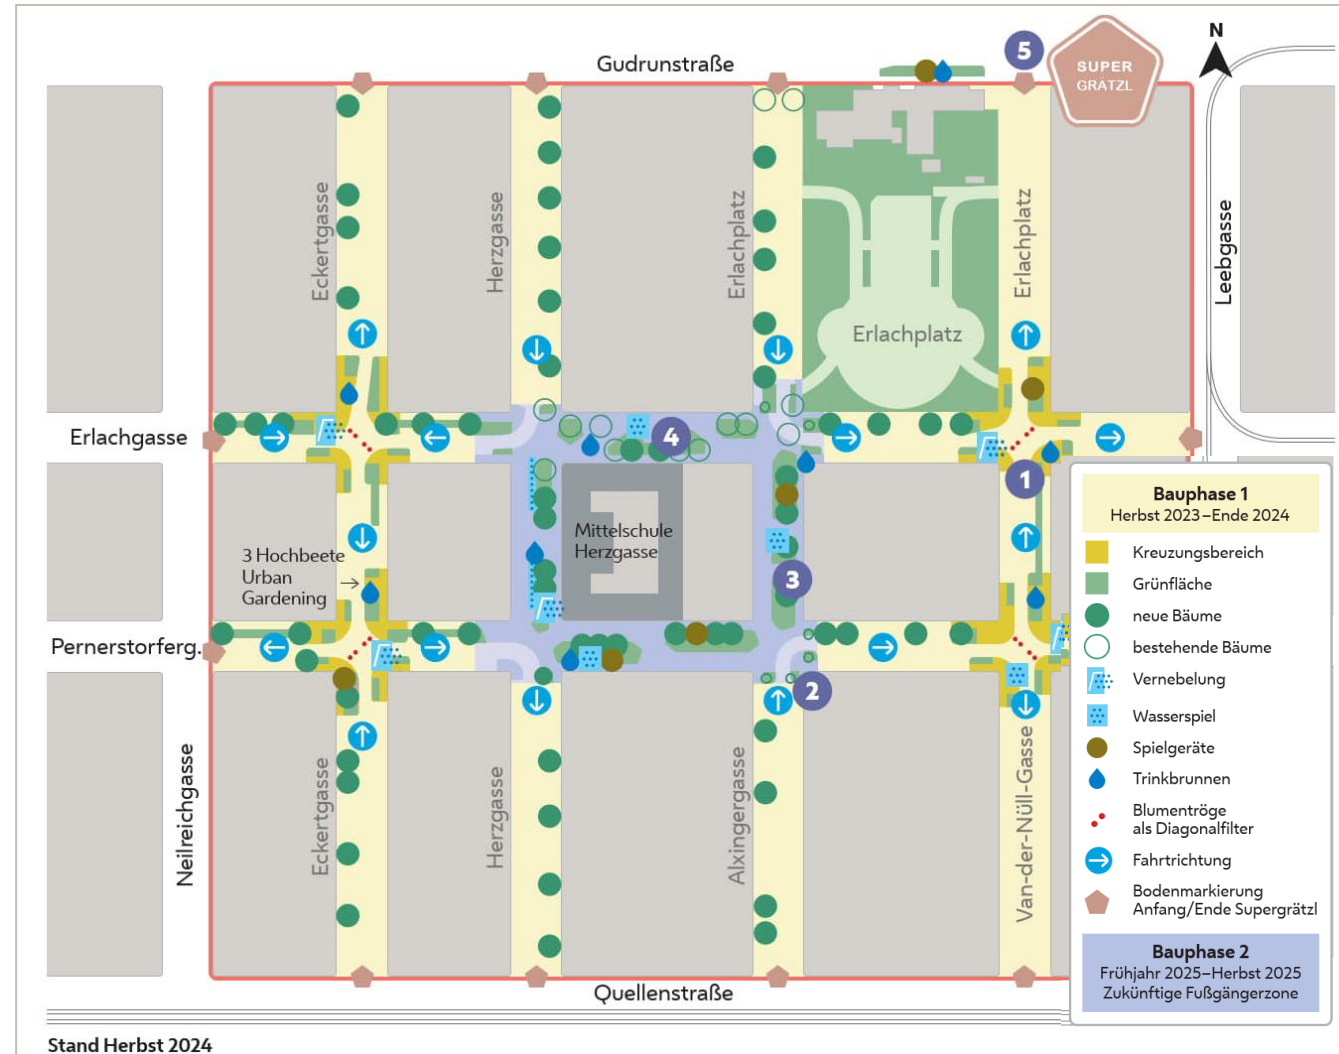 Gudrunstraße
5
SUPER
GRÄTZL
N
Eckertgasse
Herzgasse
Erlachplatz
Erlachplatz
Erlachplatz
Leebgasse
Erlachgasse
4
1
Mittelschule
Herzgasse
3 Hochbeete
Urban
Gardening
3
Pernerstorferg.
2
Neilreichgasse
Eckertgasse
Herzgasse
Alxingergasse
Van-der-Nüll-Gasse
Quellenstraße
Bauphase 1
Herbst 2023–Ende 2024
Kreuzungsbereich
Grünfläche
neue Bäume
bestehende Bäume
Vernebelung
Wasserspiel
Spielgeräte
Trinkbrunnen
Blumentröge
als Diagonalfilter
Fahrtrichtung
Bodenmarkierung
Anfang/Ende Supergrätzl
Bauphase 2
Frühjahr 2025–Herbst 2025
Zukünftige Fußgängerzone
Stand Herbst 2024